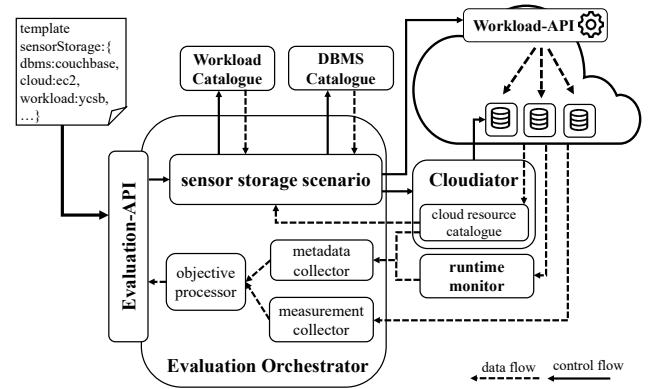 template
sensorStorage:{
dbms:couchbase,
cloud:ec2,
workload:ycsb,
…}
Workload
Catalogue
DBMS
Catalogue
Workload-API
Evaluation-API
sensor storage scenario
Cloudiator
cloud resource
catalogue
objective
processor
metadata
collector
runtime
monitor
measurement
collector
Evaluation Orchestrator
data flow
control flow